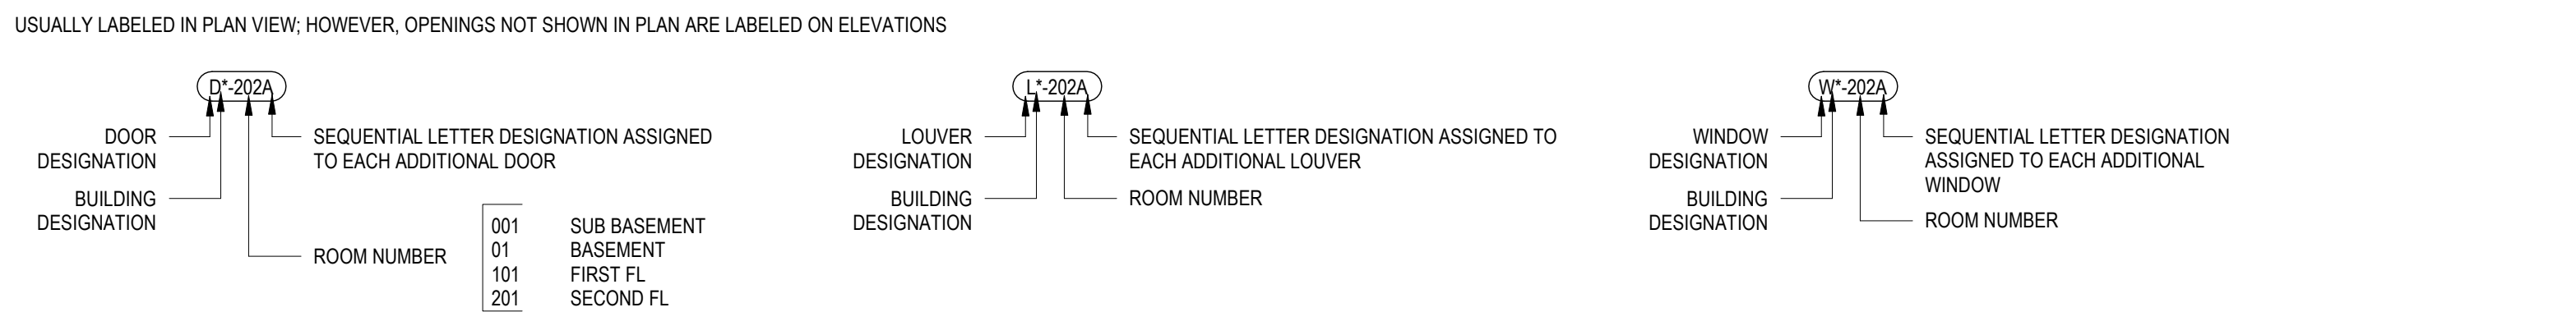 USUALLY LABELED IN PLAN VIEW; HOWEVER, OPENINGS NOT SHOWN IN PLAN ARE LABELED ON ELEVATIONS
D*-202A
DOOR
DESIGNATION
SEQUENTIAL LETTER DESIGNATION ASSIGNED
TO EACH ADDITIONAL DOOR
BUILDING
DESIGNATION
ROOM NUMBER
001 SUB BASEMENT
01 BASEMENT
101 FIRST FL
201 SECOND FL
L*-202A
LOUVER
DESIGNATION
SEQUENTIAL LETTER DESIGNATION ASSIGNED TO
EACH ADDITIONAL LOUVER
BUILDING
DESIGNATION
ROOM NUMBER
W*-202A
WINDOW
DESIGNATION
SEQUENTIAL LETTER DESIGNATION
ASSIGNED TO EACH ADDITIONAL
WINDOW
BUILDING
DESIGNATION
ROOM NUMBER